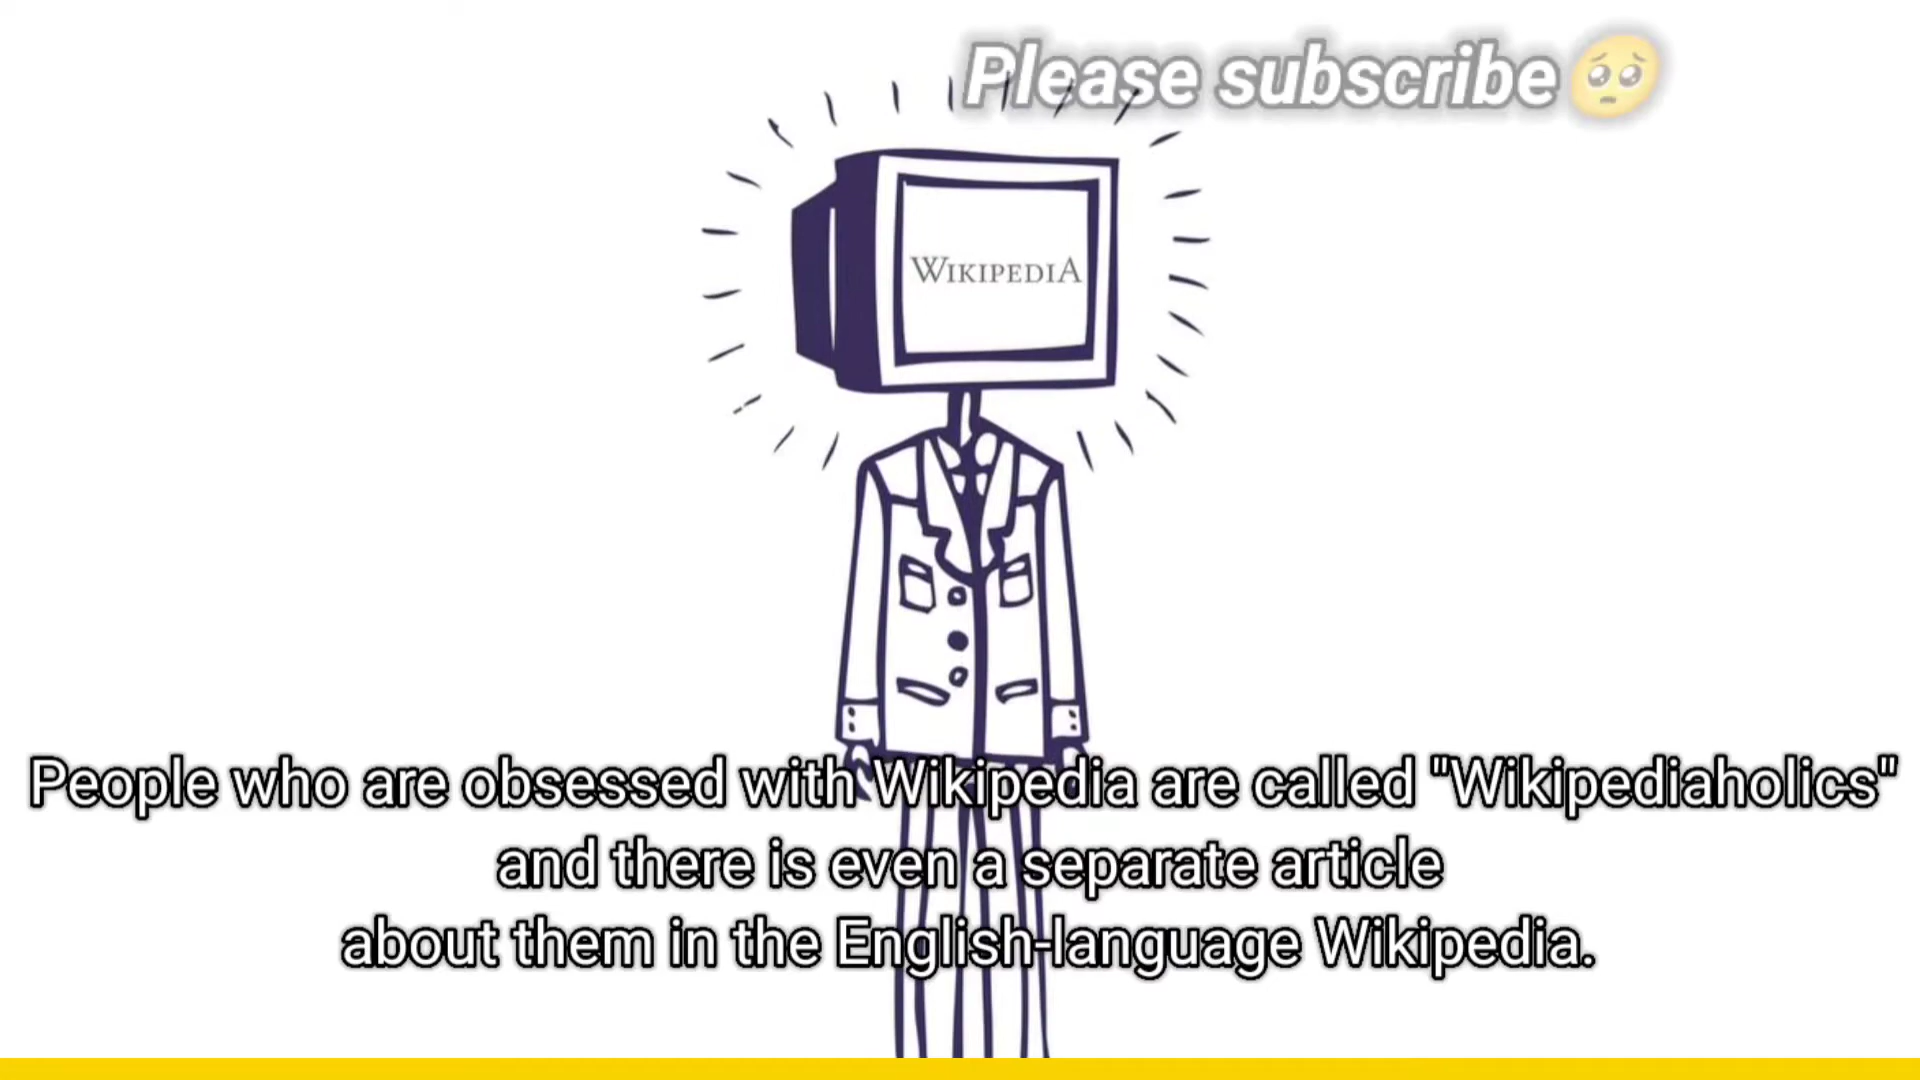 Please subscribe🥺
WIKIPEDIA
People who are obsessed with Wikipedia are called "Wikipediaholics"
and there is even a separate article
about them in the English-language Wikipedia.